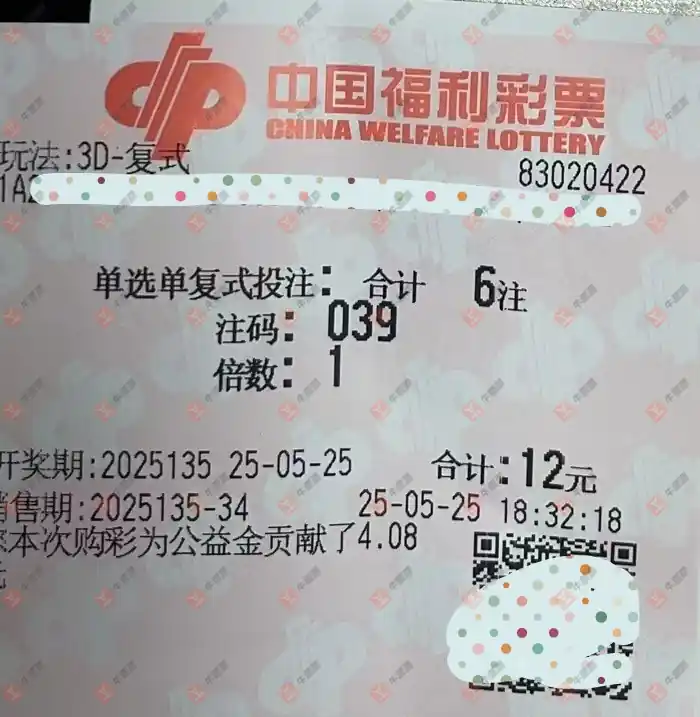 中国福利彩票
CHINA WELFARE LOTTERY
玩法:3D-复式
83020422
1A2
单选单复式投注: 合计 6注
注码: 039
倍数: 1
开奖期:2025135 25-05-25 合计:12元
销售期:2025135-34 25-05-25 18:32:18
您本次购彩为公益金贡献了4.08
元